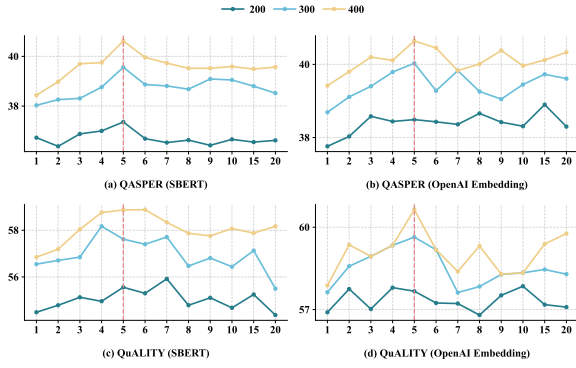 200 300 400
40
38
1 2 3 4 5 6 7 8 9 10 15 20
(a) QASPER (SBERT)
40
38
1 2 3 4 5 6 7 8 9 10 15 20
(b) QASPER (OpenAI Embedding)
58
56
1 2 3 4 5 6 7 8 9 10 15 20
(c) QuALITY (SBERT)
60
57
1 2 3 4 5 6 7 8 9 10 15 20
(d) QuALITY (OpenAI Embedding)